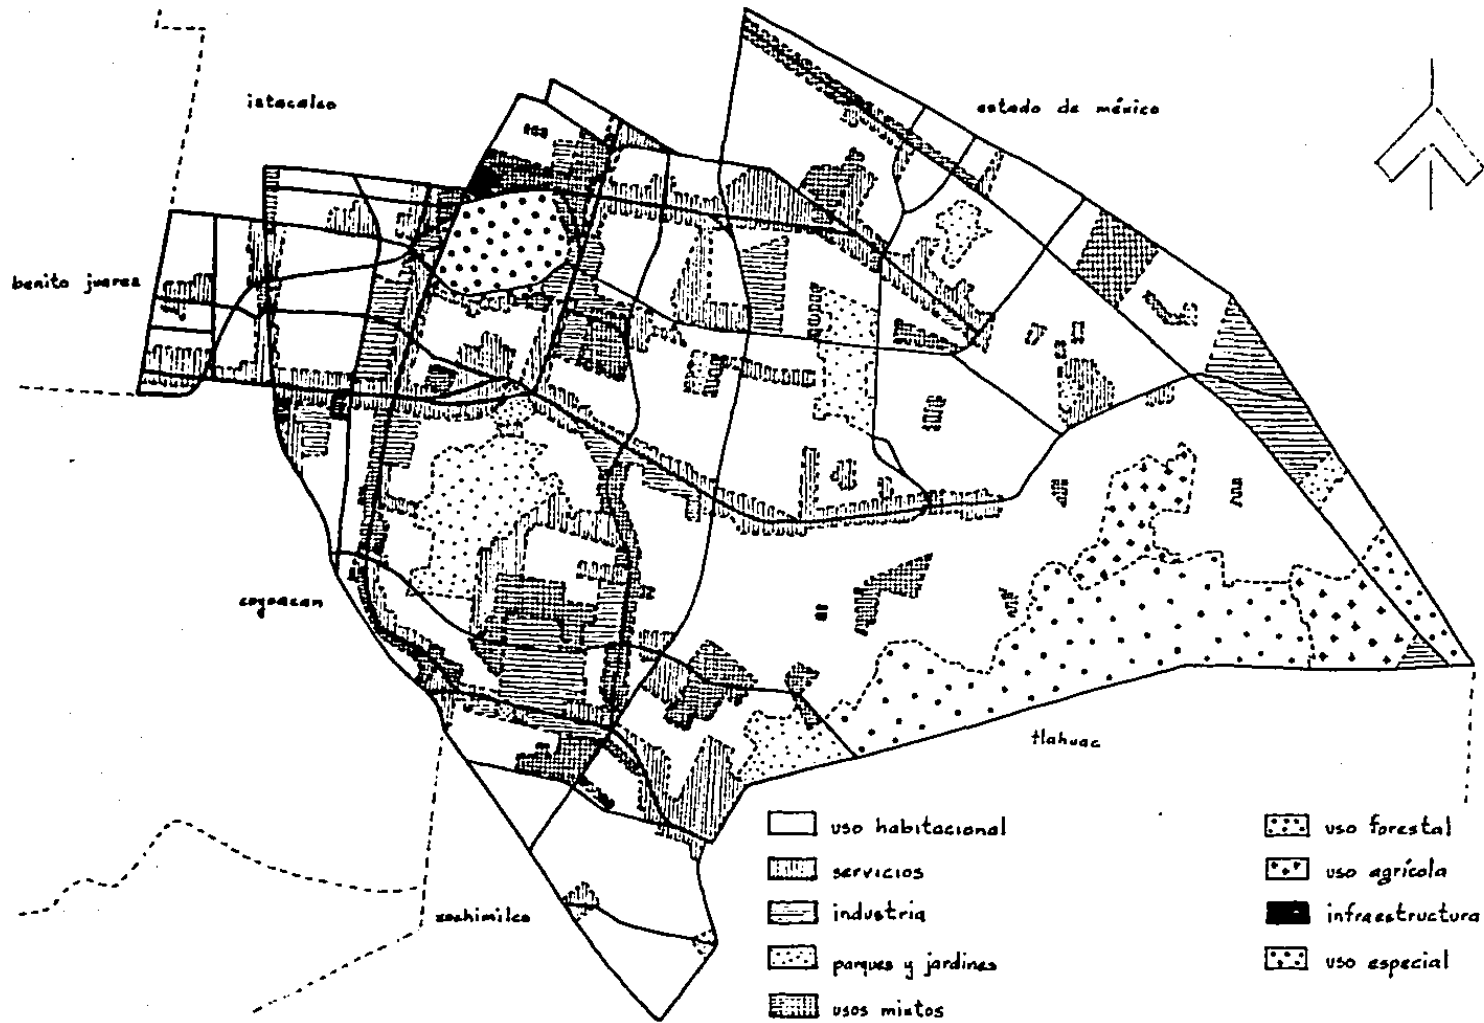 iztacalco
estado de méxico
benito juarez
coyoacan
tlahuac
xochimilco
uso habitacional
servicios
industria
parques y jardines
usos mixtos
uso forestal
uso agrícola
infraestructura
uso especial